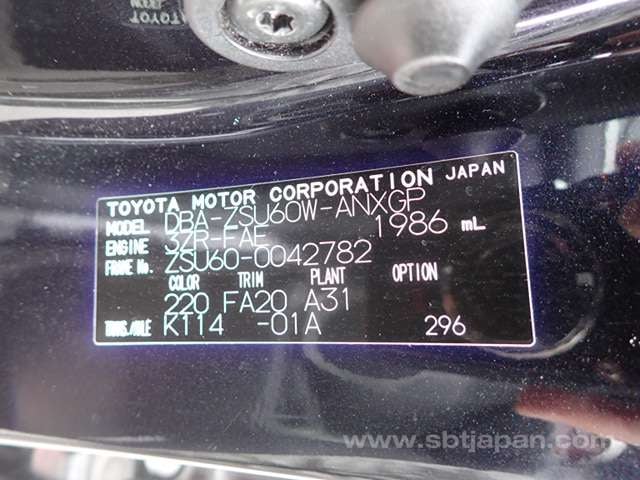 TOYOTA MOTOR CORPORATION JAPAN
MODEL DBA-ZSU60W-ANXGP
ENGINE 3ZR-FAE 1986 mL
FRAME No. ZSU60-0042782
COLOR TRIM PLANT OPTION
220 FA20 A31
TRANS./AXLE K114 -01A 296
www.sbtjapan.com